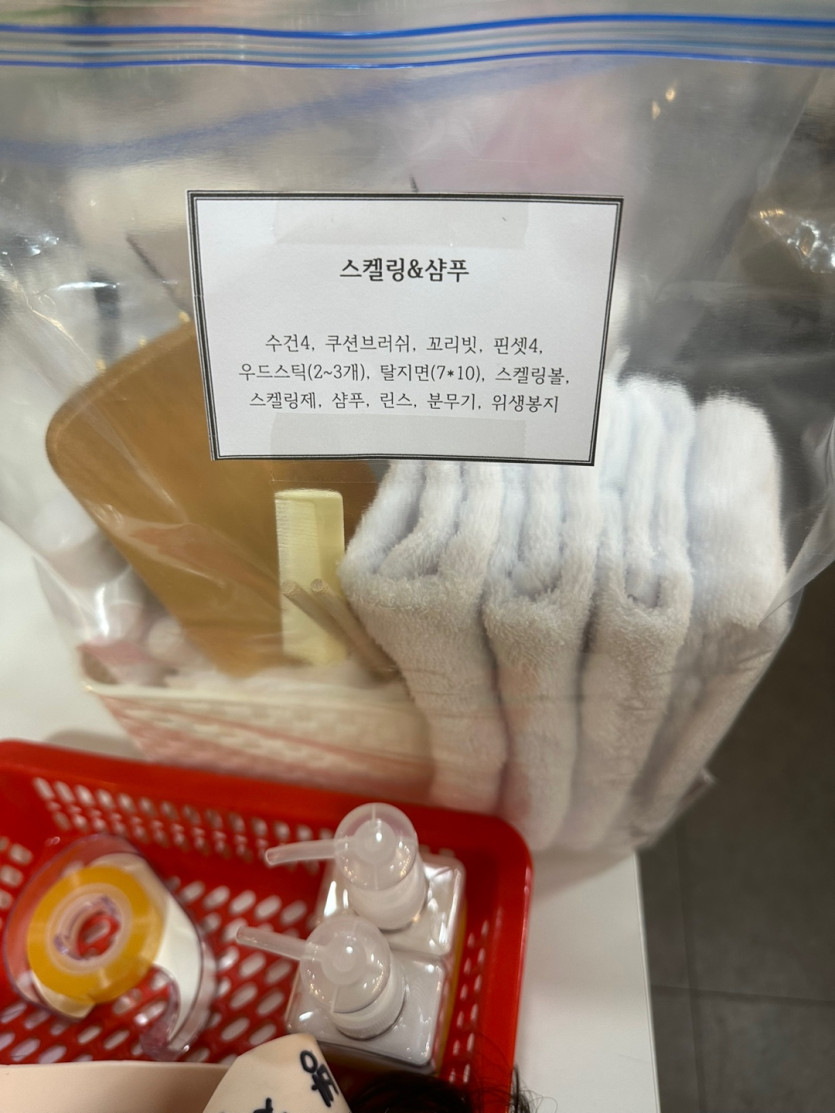 스켈링&샴푸
수건4, 쿠션브러쉬, 꼬리빗, 핀셋4,
우드스틱(2~3개), 탈지면(7*10), 스켈링볼,
스켈링제, 샴푸, 린스, 분무기, 위생봉지